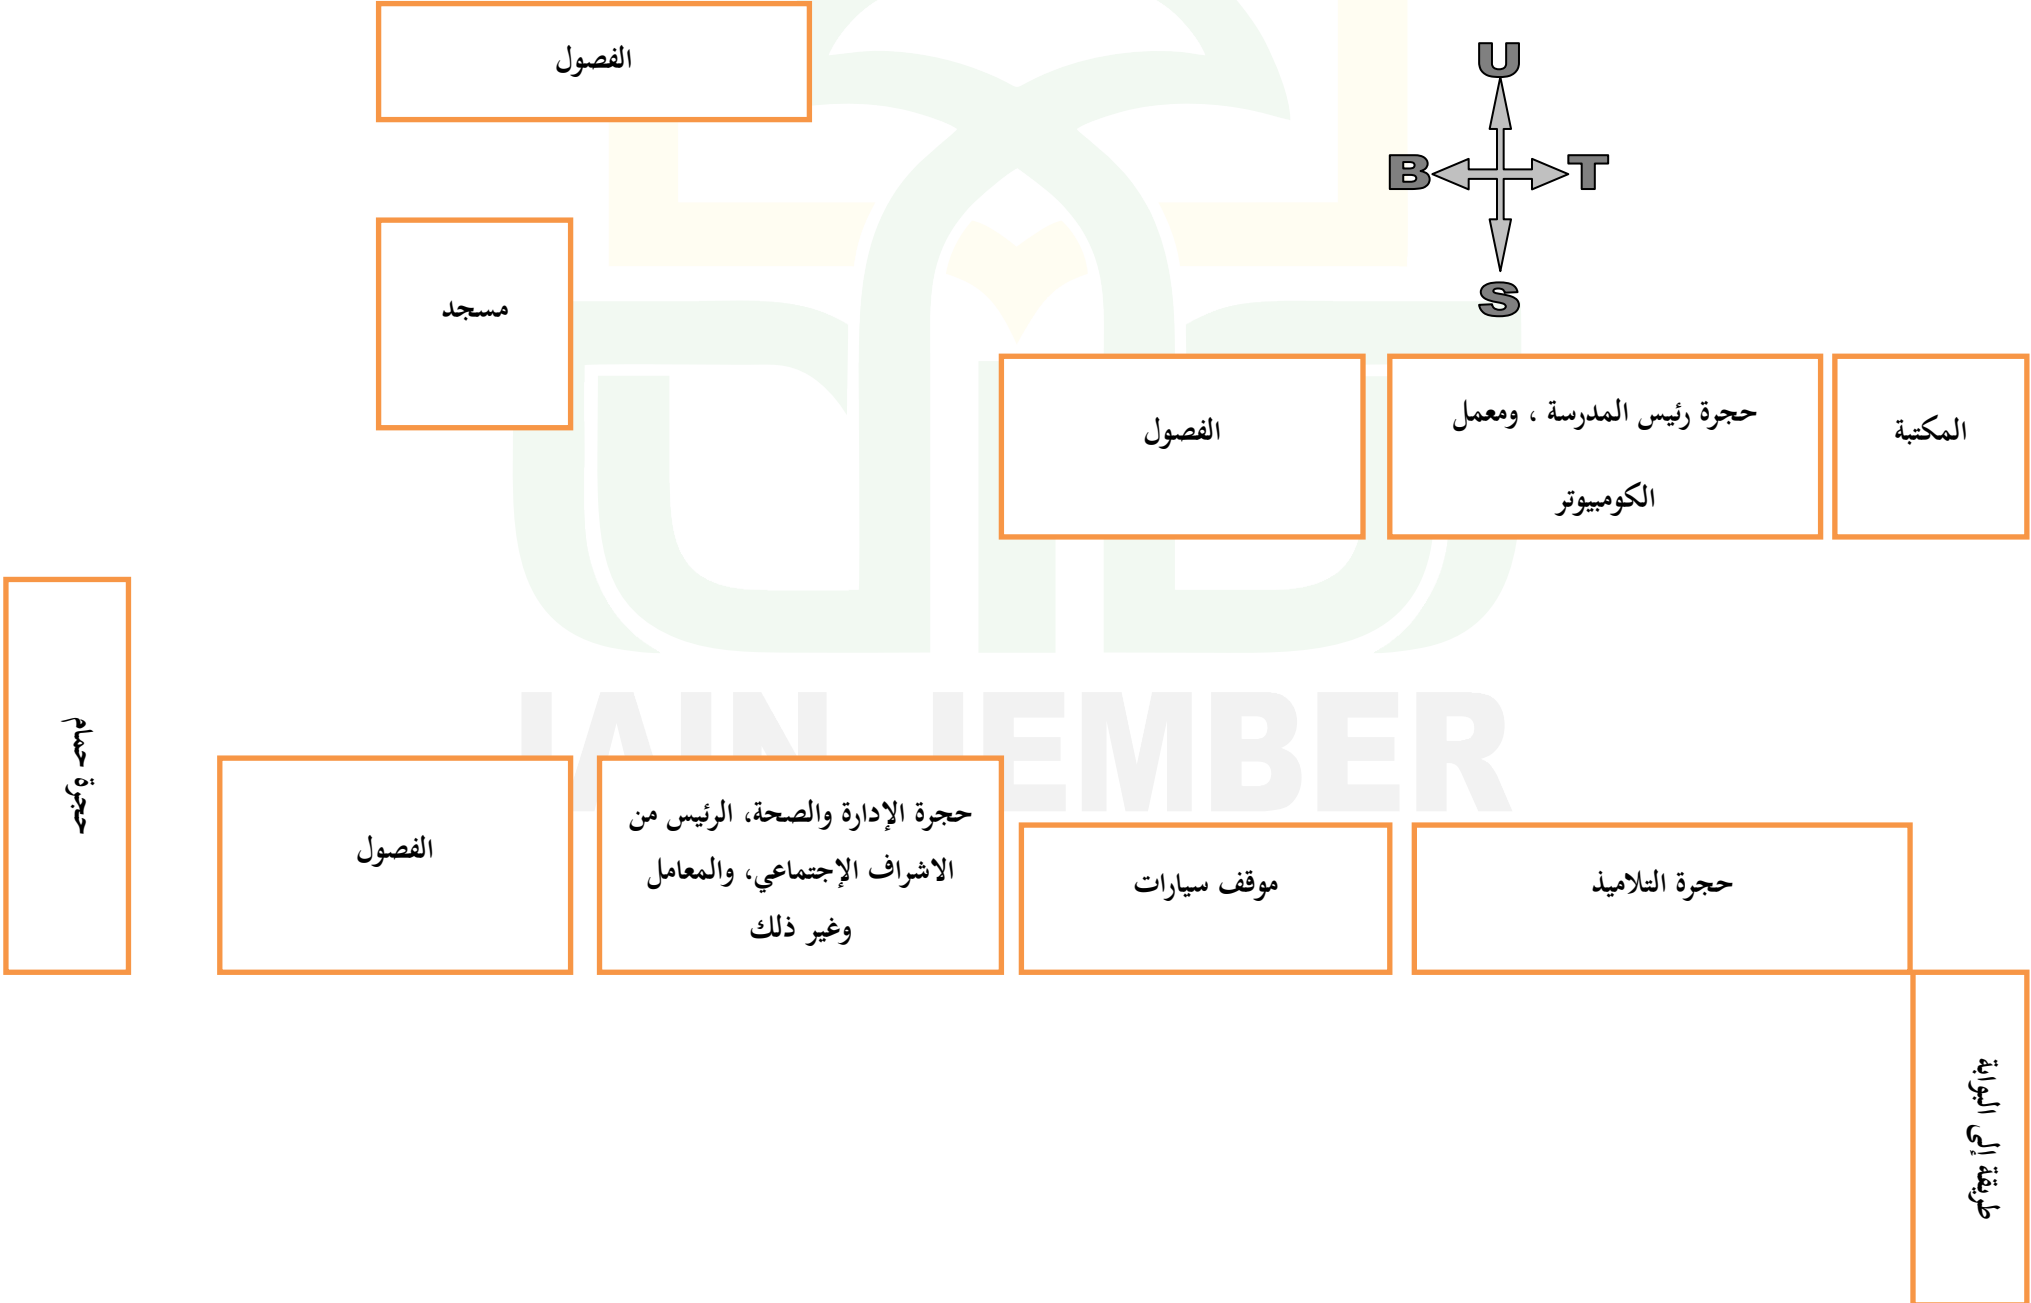 الفصول
U
B
T
S
مسجد
المكتبة
حجرة رئيس المدرسة ، ومعمل
الكومبيوتر
الفصول
حجرة حمام
حجرة التلاميذ
موقف سيارات
حجرة الإدارة والصحة، الرئيس من
الاشراف الإجتماعي، والمعامل
وغير ذلك
الفصول
طريقة إلى البوابة
IAIN JEMBER